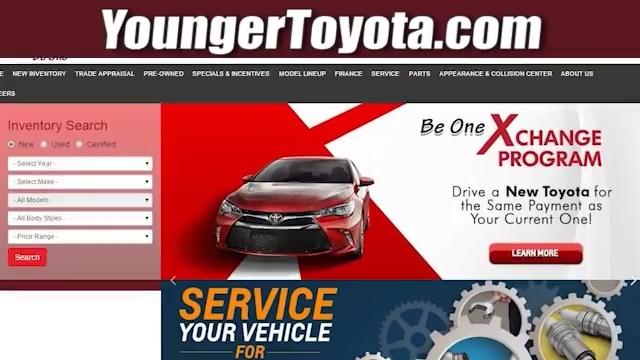 YoungerToyota.com
NEW INVENTORY TRADE APPRAISAL PRE-OWNED SPECIALS & INCENTIVES MODEL LINEUP FINANCE SERVICE PARTS APPEARANCE & COLLISION CENTER ABOUT US
EERS
Inventory Search
New Used Certified
- Select Year -
- Select Make -
- All Models -
- All Body Styles -
- Price Range -
Search
Be One XCHANGE
PROGRAM
Drive a New Toyota for
the Same Payment as
Your Current One!
LEARN MORE
SERVICE
YOUR VEHICLE
FOR